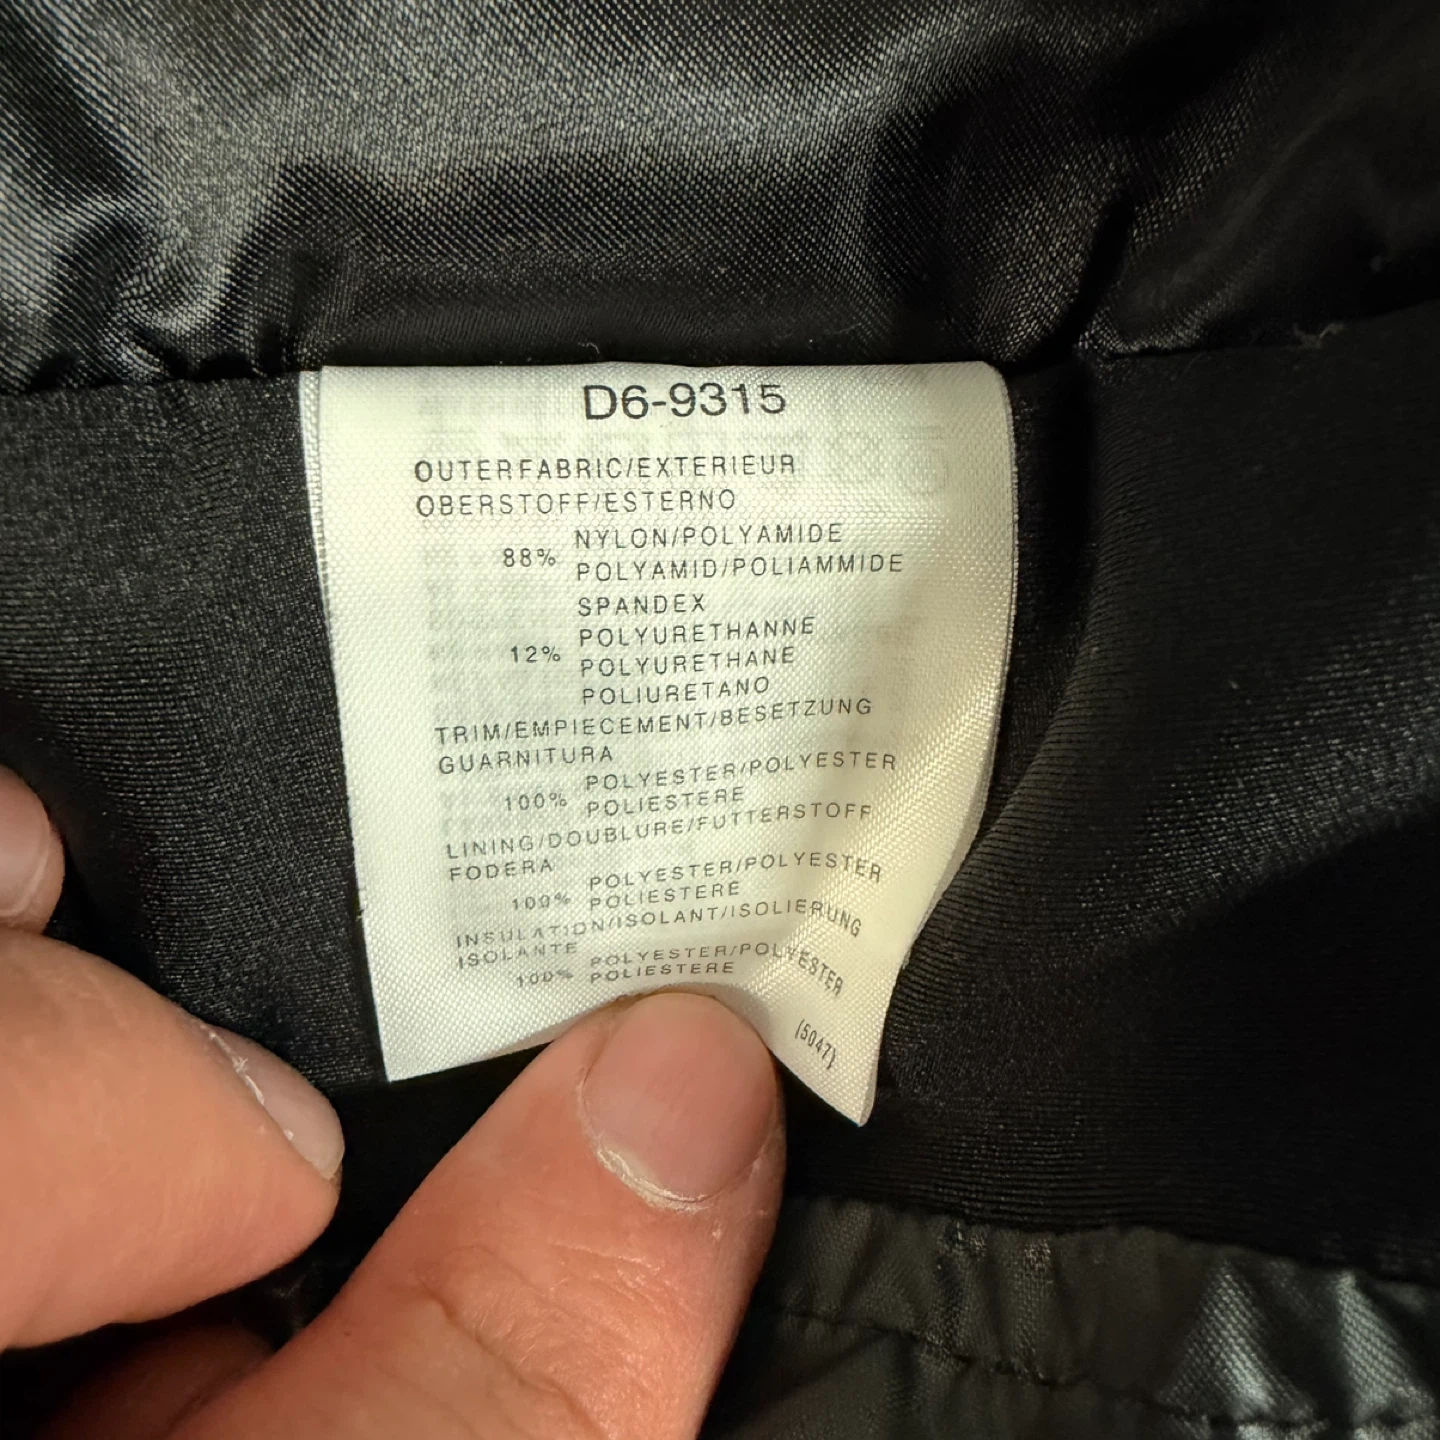 D6-9315
OUTERFABRIC/EXTERIEUR
OBERSTOFF/ESTERNO
88% NYLON/POLYAMIDE
POLYAMID/POLIAMMIDE
SPANDEX
12% POLYURETHANNE
POLYURETHANE
POLIURETANO
TRIM/EMPIECEMENT/BESETZUNG
GUARNITURA
100% POLYESTER/POLYESTER
POLIESTERE
LINING/DOUBLURE/FUTTERSTOFF
FODERA
100% POLYESTER/POLYESTER
POLIESTERE
INSULATION/ISOLANT/ISOLIERUNG
ISOLANTE
100% POLYESTER/POLYESTER
POLIESTERE
(5047)